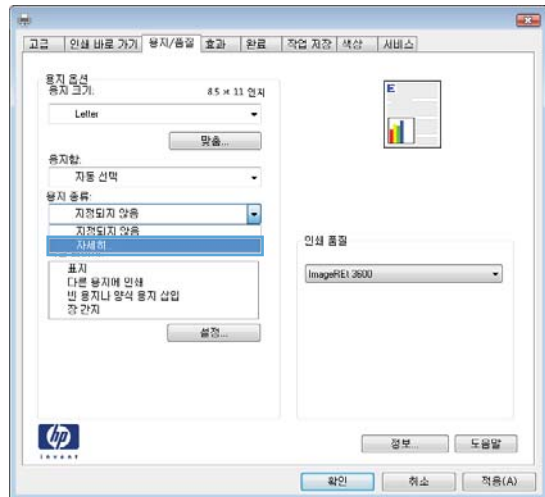 고급 인쇄 바로 가기 용지/품질 효과 완료 작업 저장 색상 서비스
용지 옵션
용지 크기: 8.5 × 11 인치
Letter
맞춤...
용지함:
자동 선택
용지 종류:
지정되지 않음
지정되지 않음
자세히...
표지
다른 용지에 인쇄
빈 용지나 양식 용지 삽입
장 간지
설정...
E
인쇄 품질
ImageREt 3600
hp
invent
정보... 도움말
확인 취소 적용(A)